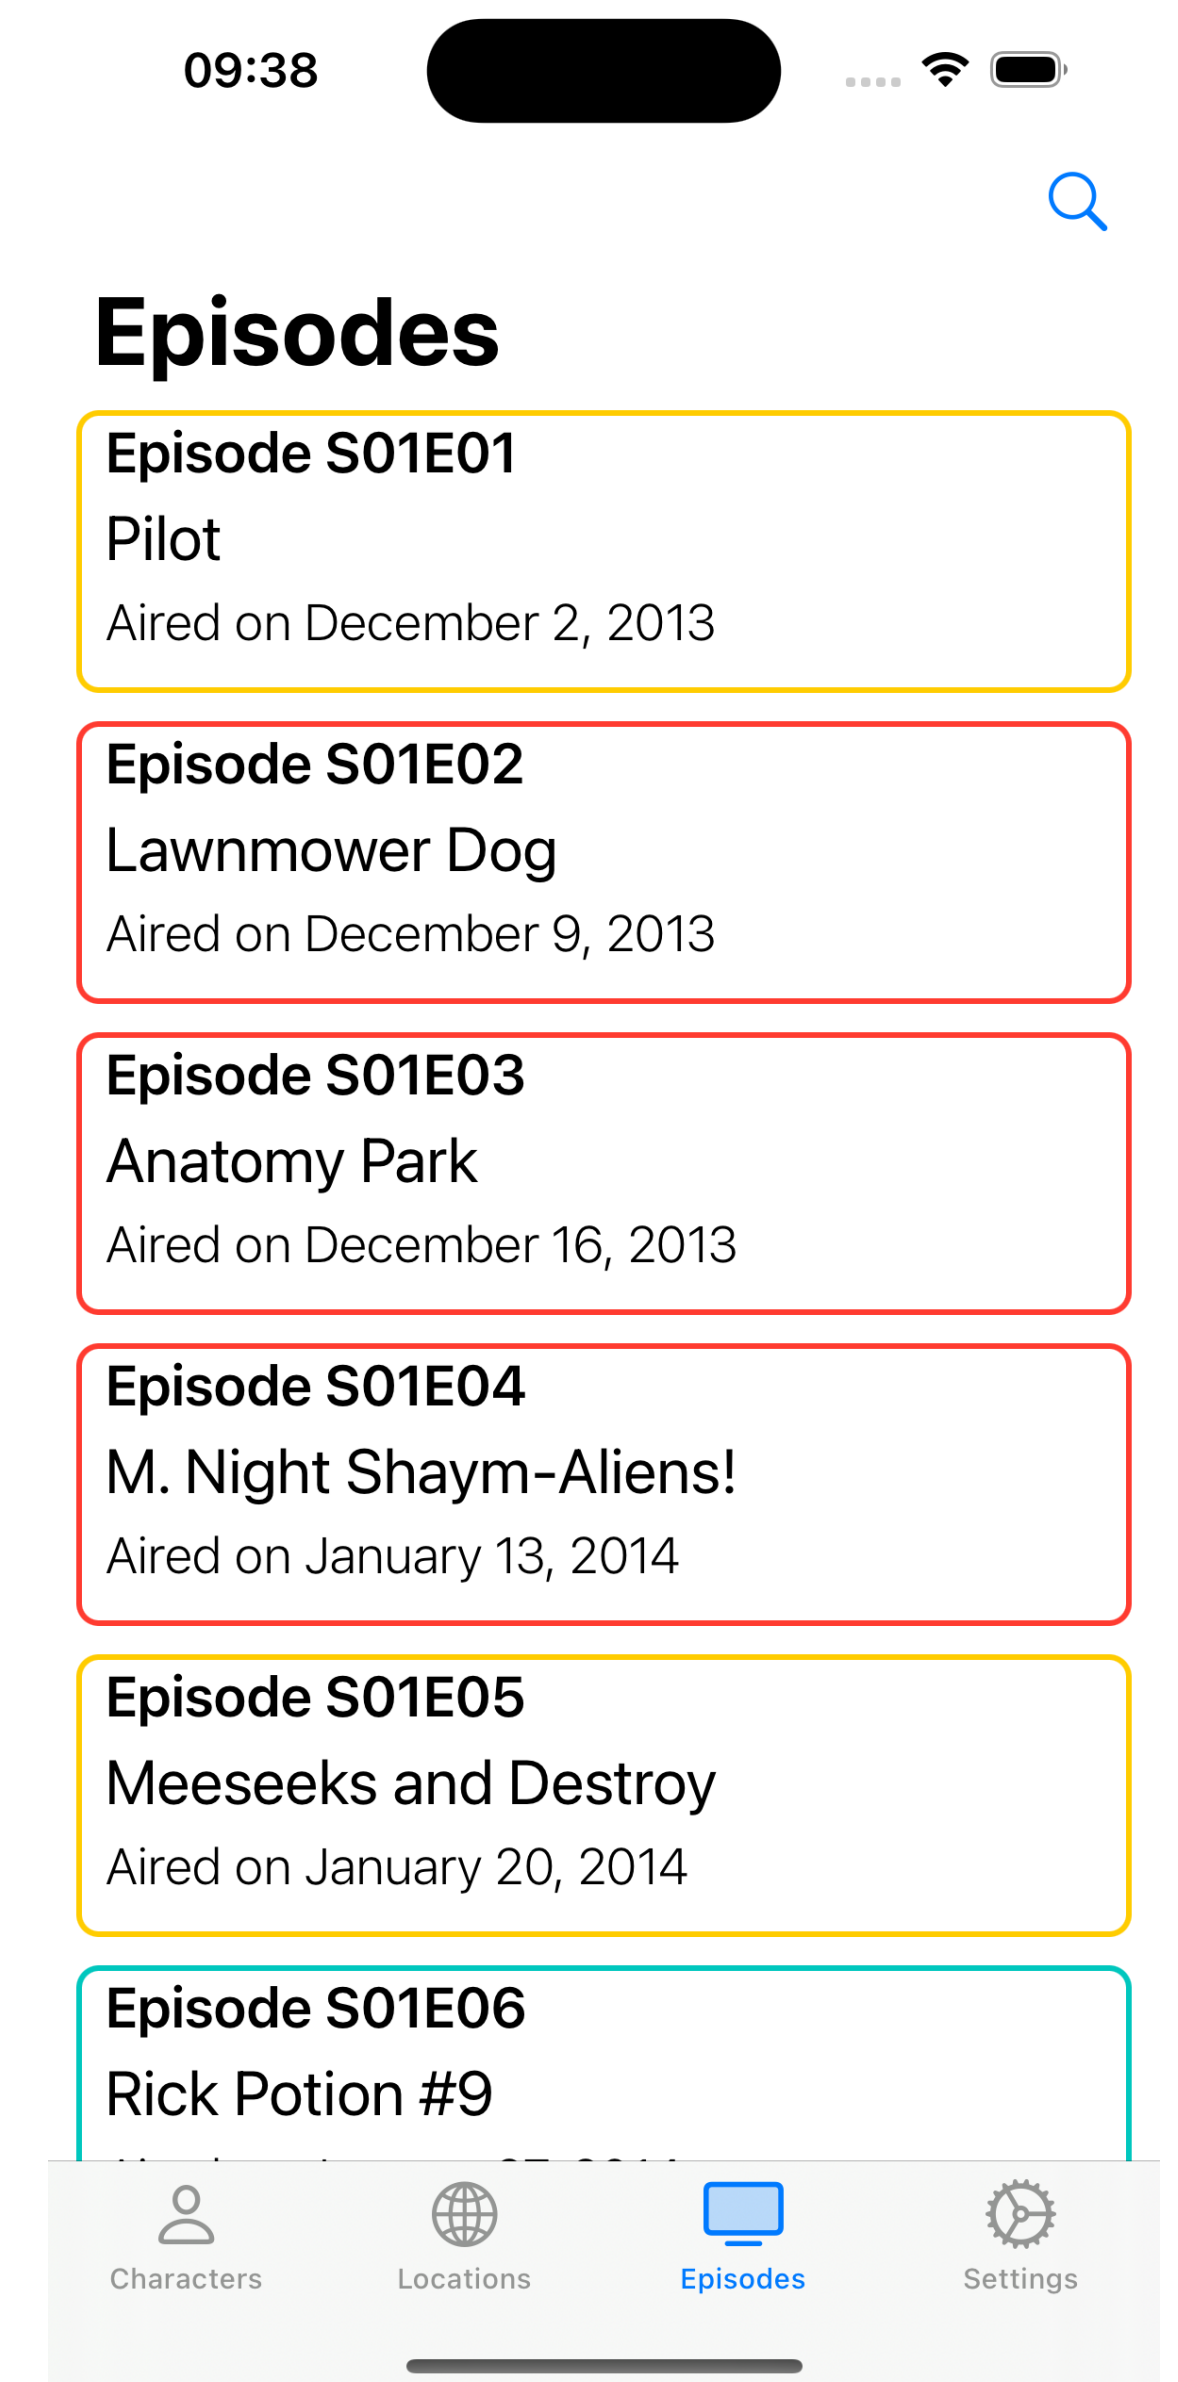 09:38
Episodes
Episode S01E01
Pilot
Aired on December 2, 2013
Episode S01E02
Lawnmower Dog
Aired on December 9, 2013
Episode S01E03
Anatomy Park
Aired on December 16, 2013
Episode S01E04
M. Night Shaym-Aliens!
Aired on January 13, 2014
Episode S01E05
Meeseeks and Destroy
Aired on January 20, 2014
Episode S01E06
Rick Potion #9
Characters
Locations
Episodes
Settings